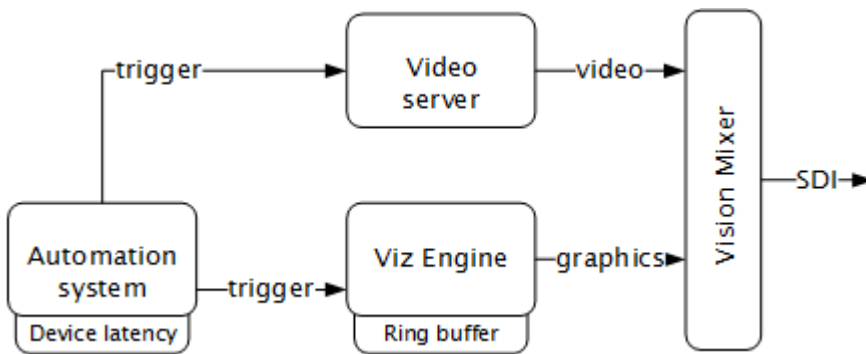 trigger
Video
server
video
Vision Mixer
SDI
Automation
system
Device latency
trigger
Viz Engine
Ring buffer
graphics